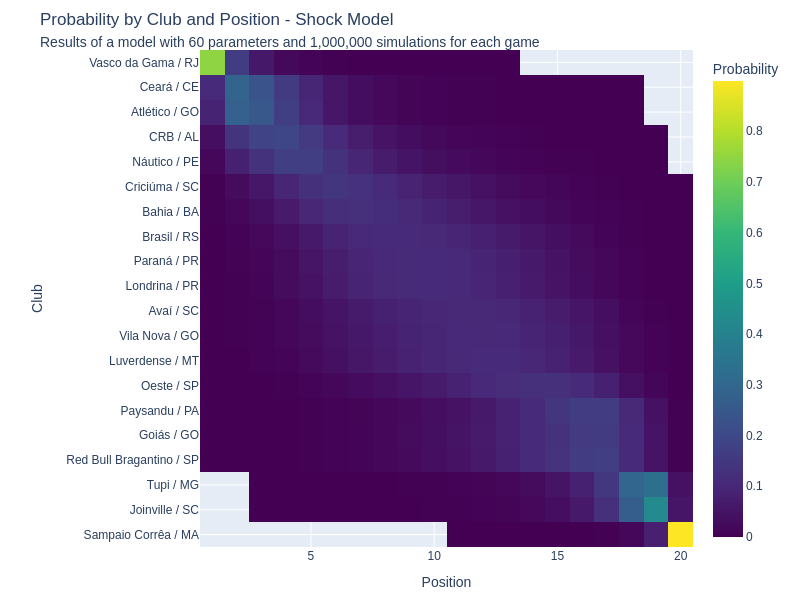 Probability by Club and Position - Shock Model
Results of a model with 60 parameters and 1,000,000 simulations for each game
Probability
Vasco da Gama / RJ
Ceará / CE
Atlético / GO
CRB / AL
Náutico / PE
Criciúma / SC
Bahia / BA
Brasil / RS
Paraná / PR
Londrina / PR
Avaí / SC
Vila Nova / GO
Luverdense / MT
Oeste / SP
Paysandu / PA
Goiás / GO
Red Bull Bragantino / SP
Tupi / MG
Joinville / SC
Sampaio Corrêa / MA
Club
5
10
15
20
Position
0.8
0.7
0.6
0.5
0.4
0.3
0.2
0.1
0